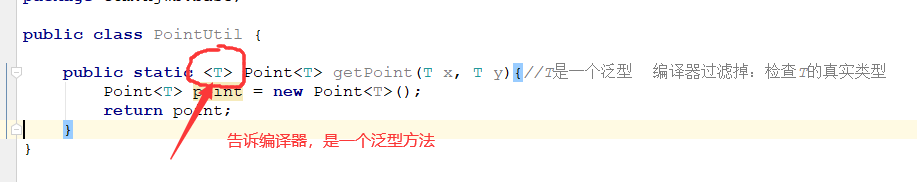 public class PointUtil {
public static <T> Point<T> getPoint(T x, T y){//T是一个泛型 编译器过滤掉：检查T的真实类型
Point<T> point = new Point<T>();
return point;
}
告诉编译器，是一个泛型方法
}